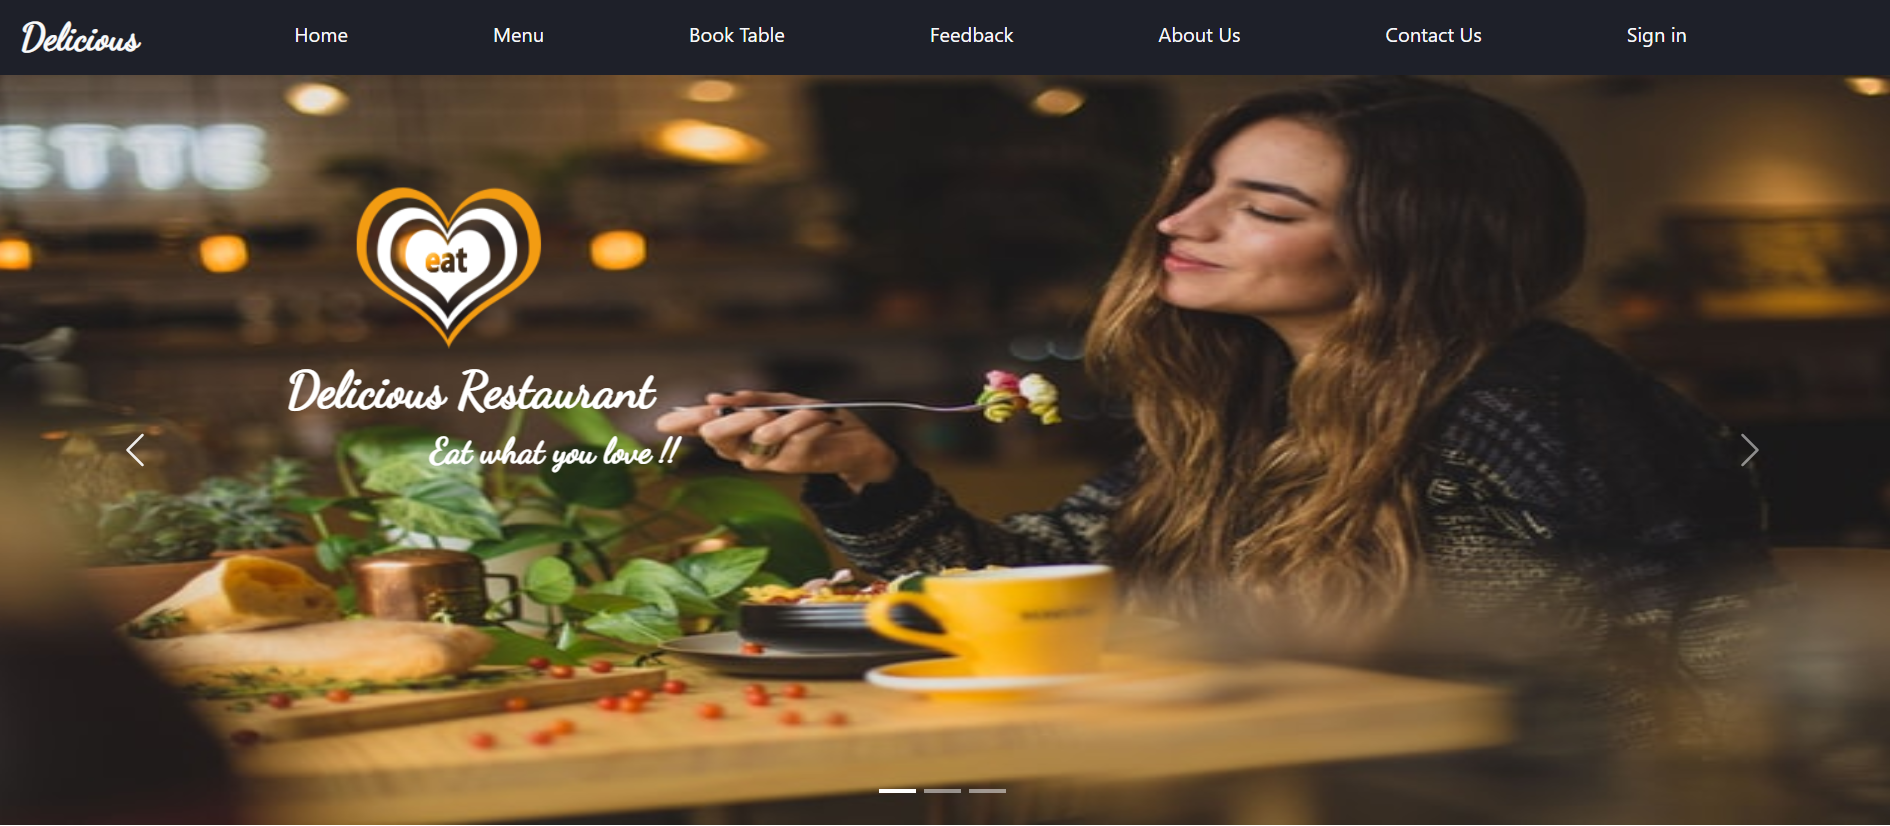 Delicious Home Menu Book Table Feedback About Us Contact Us Sign in
ETTE
eat
Delicious Restaurant
Eat what you love !!